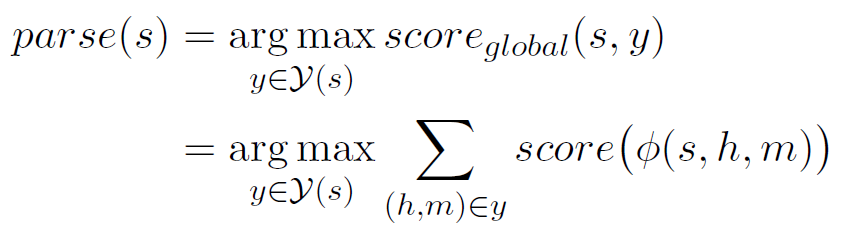 parse(s) = arg max score_global(s, y)
y∈𝒴(s)
= arg max ∑ score(ϕ(s, h, m))
y∈𝒴(s) (h,m)∈y